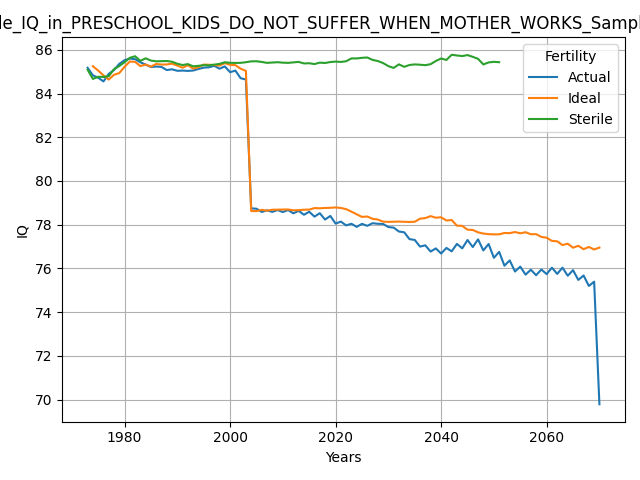 le_IQ_in_PRESCHOOL_KIDS_DO_NOT_SUFFER_WHEN_MOTHER_WORKS_Sampl
86
84
82
80
78
76
74
72
70
IQ
Fertility
Actual
Ideal
Sterile
1980
2000
2020
2040
2060
Years